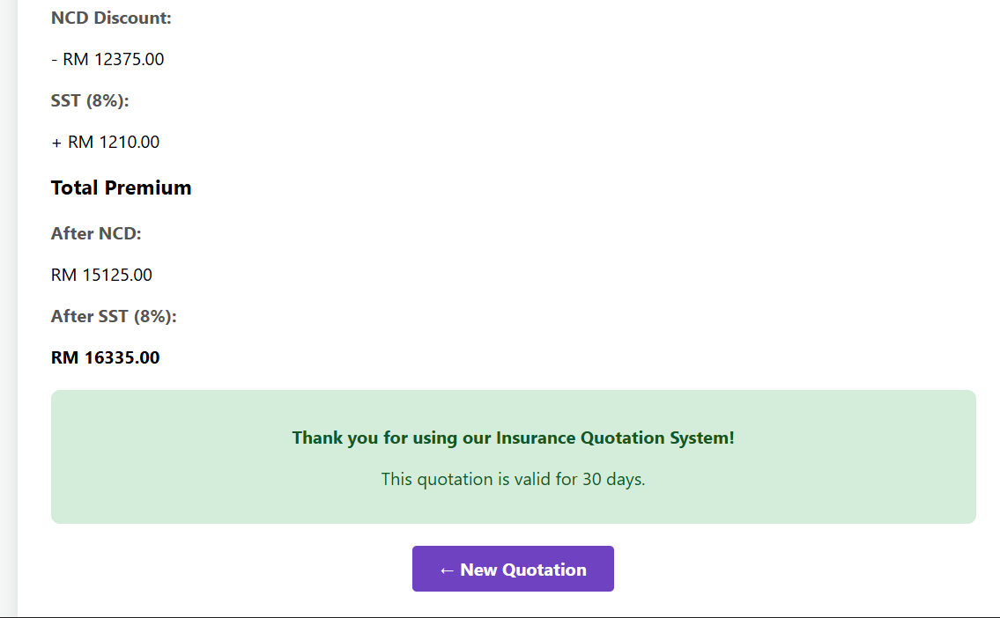 NCD Discount:
- RM 12375.00
SST (8%):
+ RM 1210.00
Total Premium
After NCD:
RM 15125.00
After SST (8%):
RM 16335.00
Thank you for using our Insurance Quotation System!
This quotation is valid for 30 days.
← New Quotation